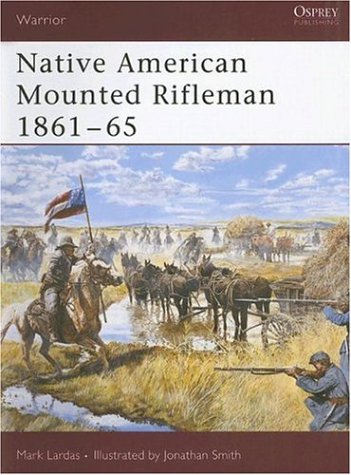 Warrior
OSPREY
PUBLISHING
Native American
Mounted Rifleman
1861–65
Mark Lardas • Illustrated by Jonathan Smith